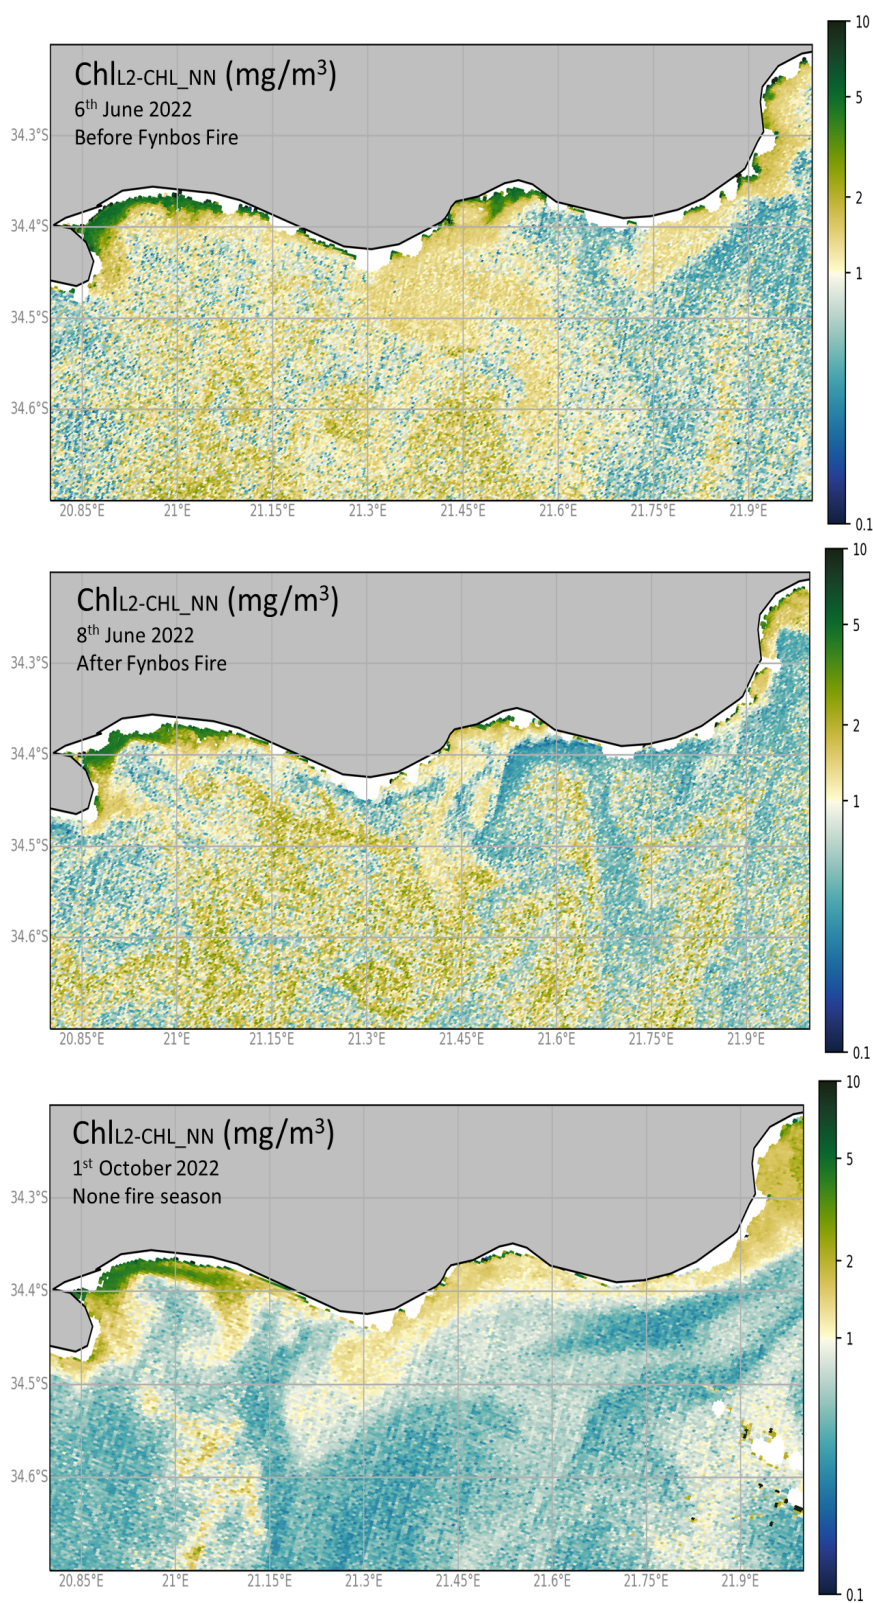 ChlL2-CHL_NN (mg/m3)
6th June 2022
Before Fynbos Fire
34.3°S
34.4°S
34.5°S
34.6°S
20.85°E 21°E 21.15°E 21.3°E 21.45°E 21.6°E 21.75°E 21.9°E
10
5
2
1
0.1
ChlL2-CHL_NN (mg/m3)
8th June 2022
After Fynbos Fire
34.3°S
34.4°S
34.5°S
34.6°S
20.85°E 21°E 21.15°E 21.3°E 21.45°E 21.6°E 21.75°E 21.9°E
10
5
2
1
0.1
ChlL2-CHL_NN (mg/m3)
1st October 2022
None fire season
34.3°S
34.4°S
34.5°S
34.6°S
20.85°E 21°E 21.15°E 21.3°E 21.45°E 21.6°E 21.75°E 21.9°E
10
5
2
1
0.1